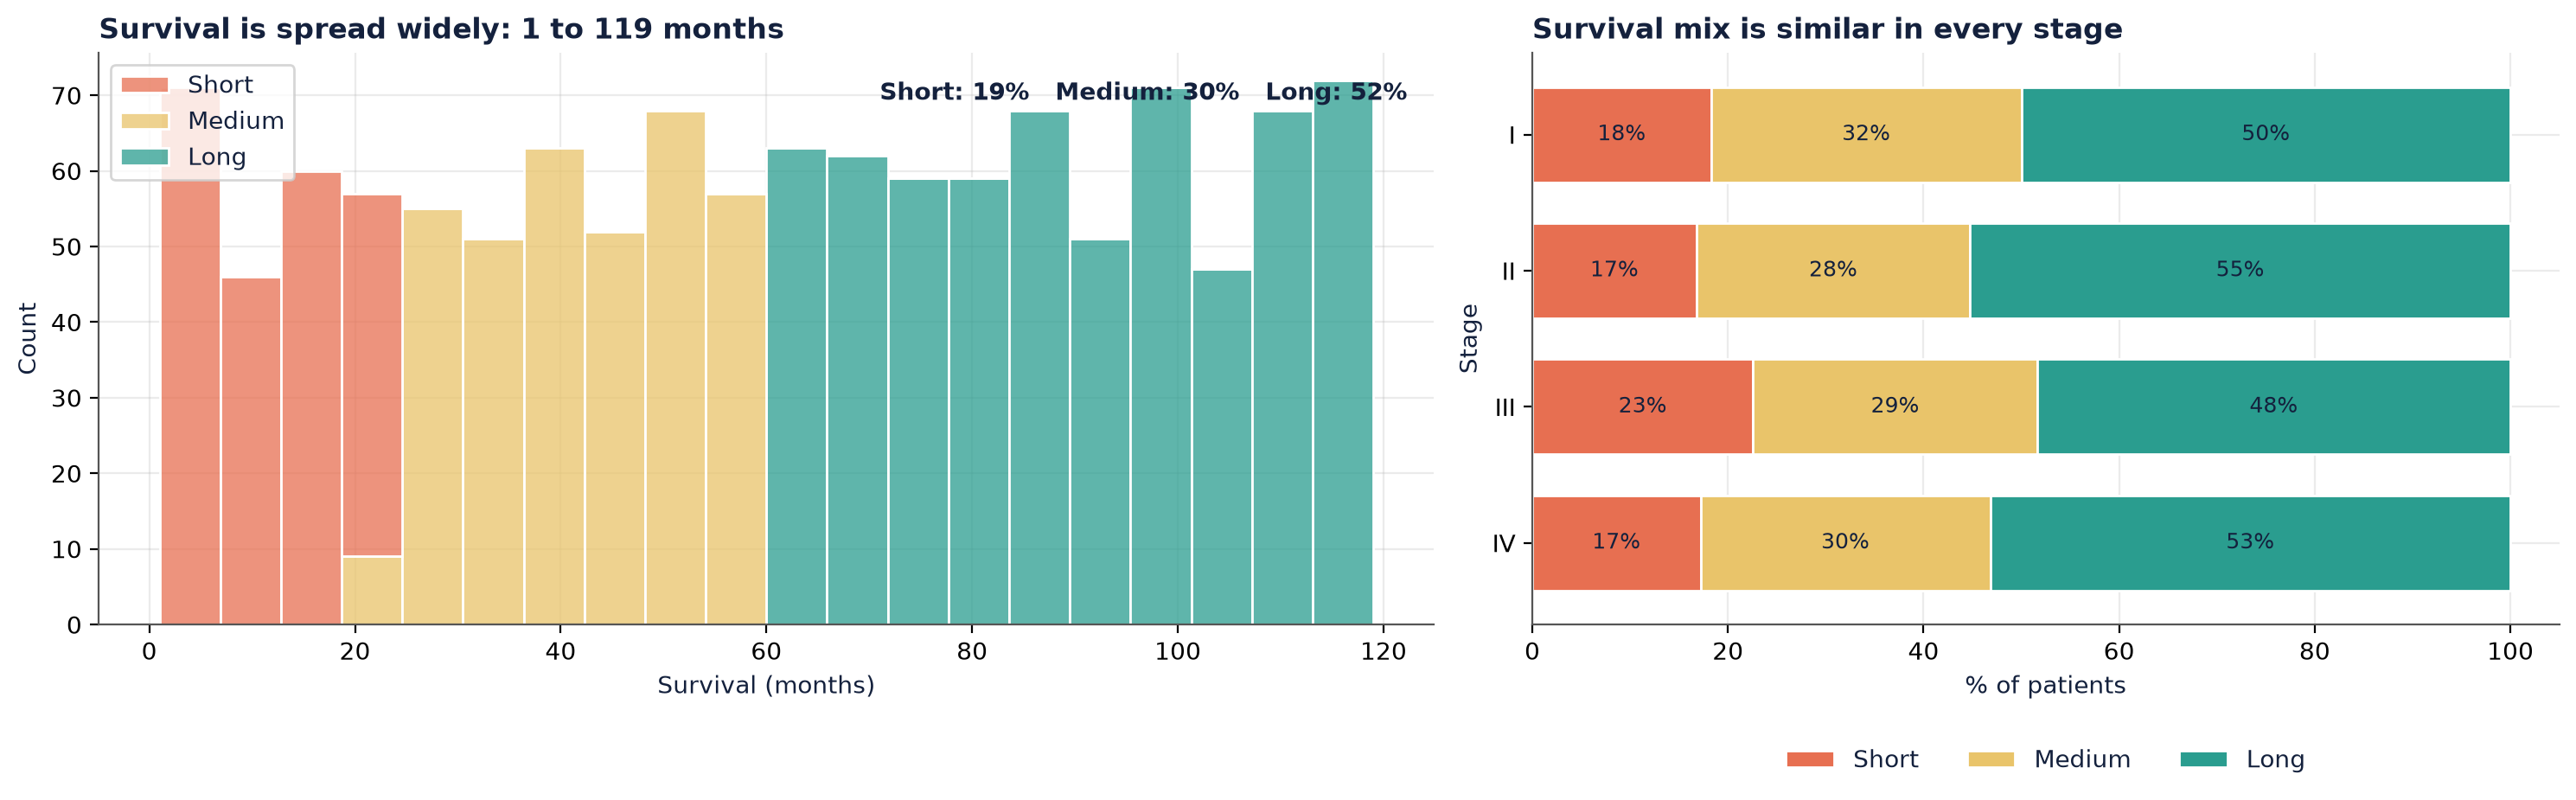 Survival is spread widely: 1 to 119 months
Short
Medium
Long
Short: 19% Medium: 30% Long: 52%
70
60
50
40
30
20
10
0
Count
0 20 40 60 80 100 120
Survival (months)
Survival mix is similar in every stage
Stage
I 18% 32% 50%
II 17% 28% 55%
III 23% 29% 48%
IV 17% 30% 53%
0 20 40 60 80 100
% of patients
Short Medium Long